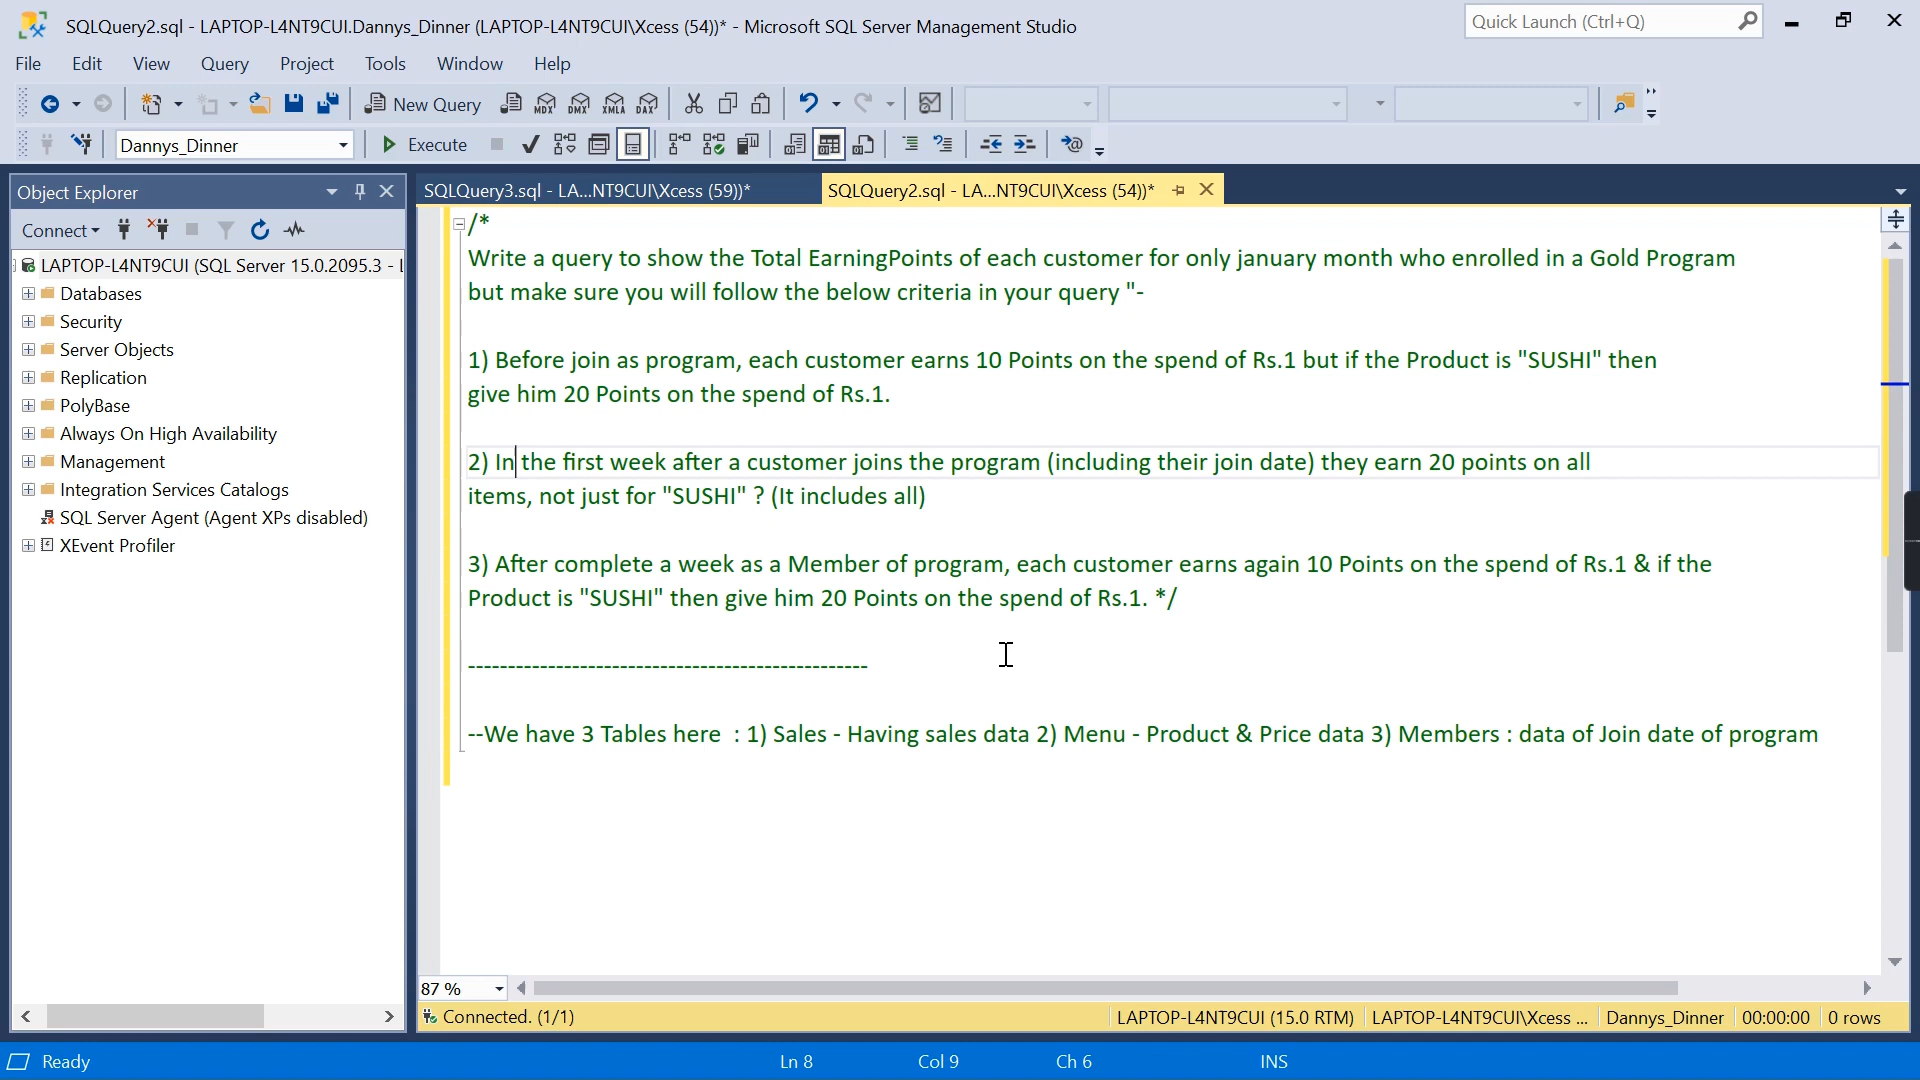 SQLQuery2.sql - LAPTOP-L4NT9CUI.Dannys_Dinner (LAPTOP-L4NT9CUI\Xcess (54))* - Microsoft SQL Server Management Studio
Quick Launch (Ctrl+Q)
File Edit View Query Project Tools Window Help
New Query MDX DMX XMLA DAX
Dannys_Dinner Execute
Object Explorer
SQLQuery3.sql - LA...NT9CUI\Xcess (59))*
SQLQuery2.sql - LA...NT9CUI\Xcess (54))*
Connect
LAPTOP-L4NT9CUI (SQL Server 15.0.2095.3 - L
Databases
Security
Server Objects
Replication
PolyBase
Always On High Availability
Management
Integration Services Catalogs
SQL Server Agent (Agent XPs disabled)
XEvent Profiler
/*
Write a query to show the Total EarningPoints of each customer for only january month who enrolled in a Gold Program
but make sure you will follow the below criteria in your query "-
1) Before join as program, each customer earns 10 Points on the spend of Rs.1 but if the Product is "SUSHI" then
give him 20 Points on the spend of Rs.1.
2) In the first week after a customer joins the program (including their join date) they earn 20 points on all
items, not just for "SUSHI" ? (It includes all)
3) After complete a week as a Member of program, each customer earns again 10 Points on the spend of Rs.1 & if the
Product is "SUSHI" then give him 20 Points on the spend of Rs.1. */
--------------------------------------------------
--We have 3 Tables here : 1) Sales - Having sales data 2) Menu - Product & Price data 3) Members : data of Join date of program
87 %
Connected. (1/1)
LAPTOP-L4NT9CUI (15.0 RTM) LAPTOP-L4NT9CUI\Xcess ... Dannys_Dinner 00:00:00 0 rows
Ready Ln 8 Col 9 Ch 6 INS